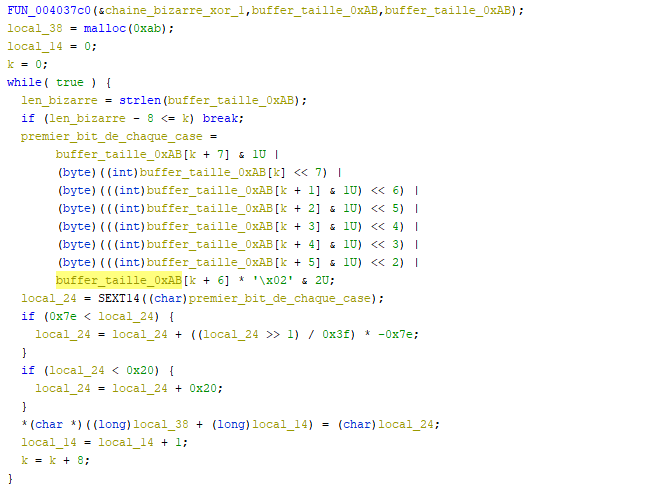 FUN_004037c0(&chaine_bizarre_xor_1,buffer_taille_0xAB,buffer_taille_0xAB);
local_38 = malloc(0xab);
local_14 = 0;
k = 0;
while( true ) {
len_bizarre = strlen(buffer_taille_0xAB);
if (len_bizarre - 8 <= k) break;
premier_bit_de_chaque_case =
buffer_taille_0xAB[k + 7] & 1U |
(byte)((int)buffer_taille_0xAB[k] << 7) |
(byte)(((int)buffer_taille_0xAB[k + 1] & 1U) << 6) |
(byte)(((int)buffer_taille_0xAB[k + 2] & 1U) << 5) |
(byte)(((int)buffer_taille_0xAB[k + 3] & 1U) << 4) |
(byte)(((int)buffer_taille_0xAB[k + 4] & 1U) << 3) |
(byte)(((int)buffer_taille_0xAB[k + 5] & 1U) << 2) |
buffer_taille_0xAB[k + 6] * '\x02' & 2U;
local_24 = SEXT14((char)premier_bit_de_chaque_case);
if (0x7e < local_24) {
local_24 = local_24 + ((local_24 >> 1) / 0x3f) * -0x7e;
}
if (local_24 < 0x20) {
local_24 = local_24 + 0x20;
}
*(char *)((long)local_38 + (long)local_14) = (char)local_24;
local_14 = local_14 + 1;
k = k + 8;
}